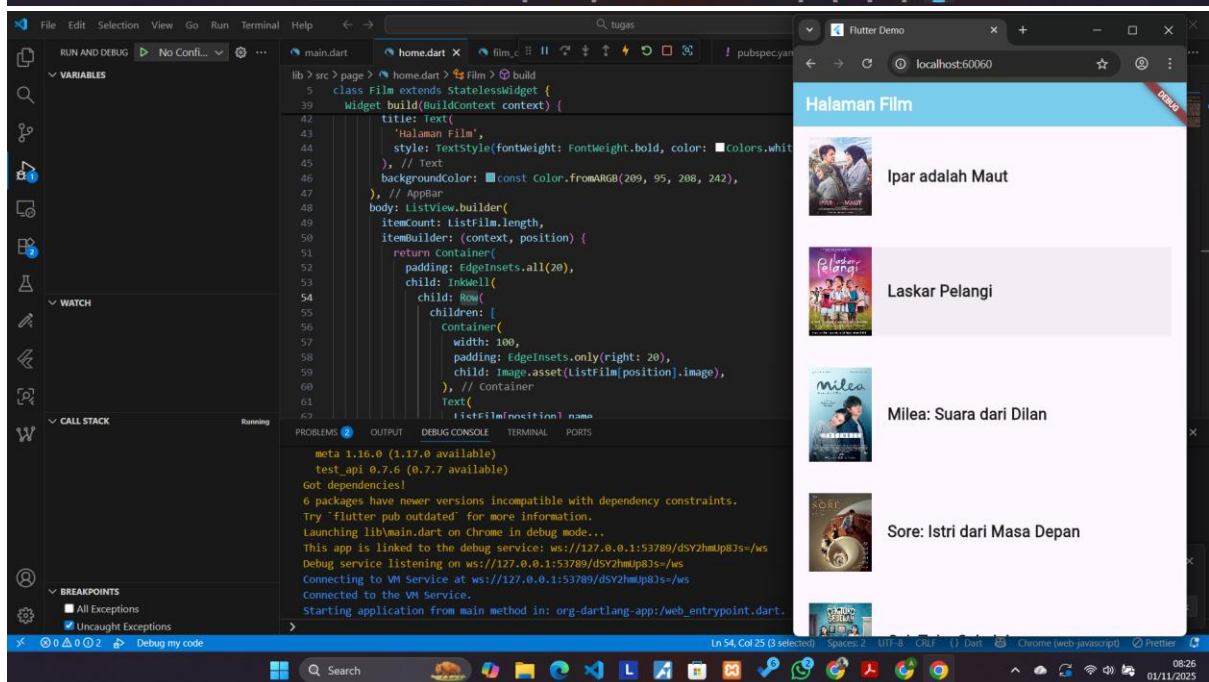 File Edit Selection View Go Run Terminal Help
tugas
RUN AND DEBUG No Confi...
VARIABLES
WATCH
CALL STACK Running
BREAKPOINTS
All Exceptions
Uncaught Exceptions
main.dart home.dart film_c
lib > src > page > home.dart > Film > build
5 class Film extends StatelessWidget {
39 Widget build(BuildContext context) {
42 title: Text(
43 'Halaman Film',
44 style: TextStyle(fontWeight: FontWeight.bold, color: Colors.whit
45 ), // Text
46 backgroundColor: const Color.fromARGB(209, 95, 208, 242),
47 ), // AppBar
48 body: ListView.builder(
49 itemCount: ListFilm.length,
50 itemBuilder: (context, position) {
51 return Container(
52 padding: EdgeInsets.all(20),
53 child: InkWell(
54 child: Row(
55 children: [
56 Container(
57 width: 100,
58 padding: EdgeInsets.only(right: 20),
59 child: Image.asset(ListFilm[position].image),
60 ), // Container
61 Text(
62 ListFilm[position].name
PROBLEMS 2 OUTPUT DEBUG CONSOLE TERMINAL PORTS
meta 1.16.0 (1.17.0 available)
test_api 0.7.6 (0.7.7 available)
Got dependencies!
6 packages have newer versions incompatible with dependency constraints.
Try `flutter pub outdated` for more information.
Launching lib\main.dart on Chrome in debug mode...
This app is linked to the debug service: ws://127.0.0.1:53789/dSY2hmUp8Js=/ws
Debug service listening on ws://127.0.0.1:53789/dSY2hmUp8Js=/ws
Connecting to VM Service at ws://127.0.0.1:53789/dSY2hmUp8Js=/ws
Connected to the VM Service.
Starting application from main method in: org-dartlang-app:/web_entrypoint.dart.
pubspec.yam
Flutter Demo
localhost:60060
Halaman Film
DEBUG
Ipar adalah Maut
Laskar Pelangi
Laskar Pelangi
Milea
Milea: Suara dari Dilan
SORE
Sore: Istri dari Masa Depan
0 0 2 Debug my code
Ln 54, Col 25 (3 selected) Spaces: 2 UTF-8 CRLF {} Dart Chrome (web-javascript) Prettier
Search
08:26
01/11/2025